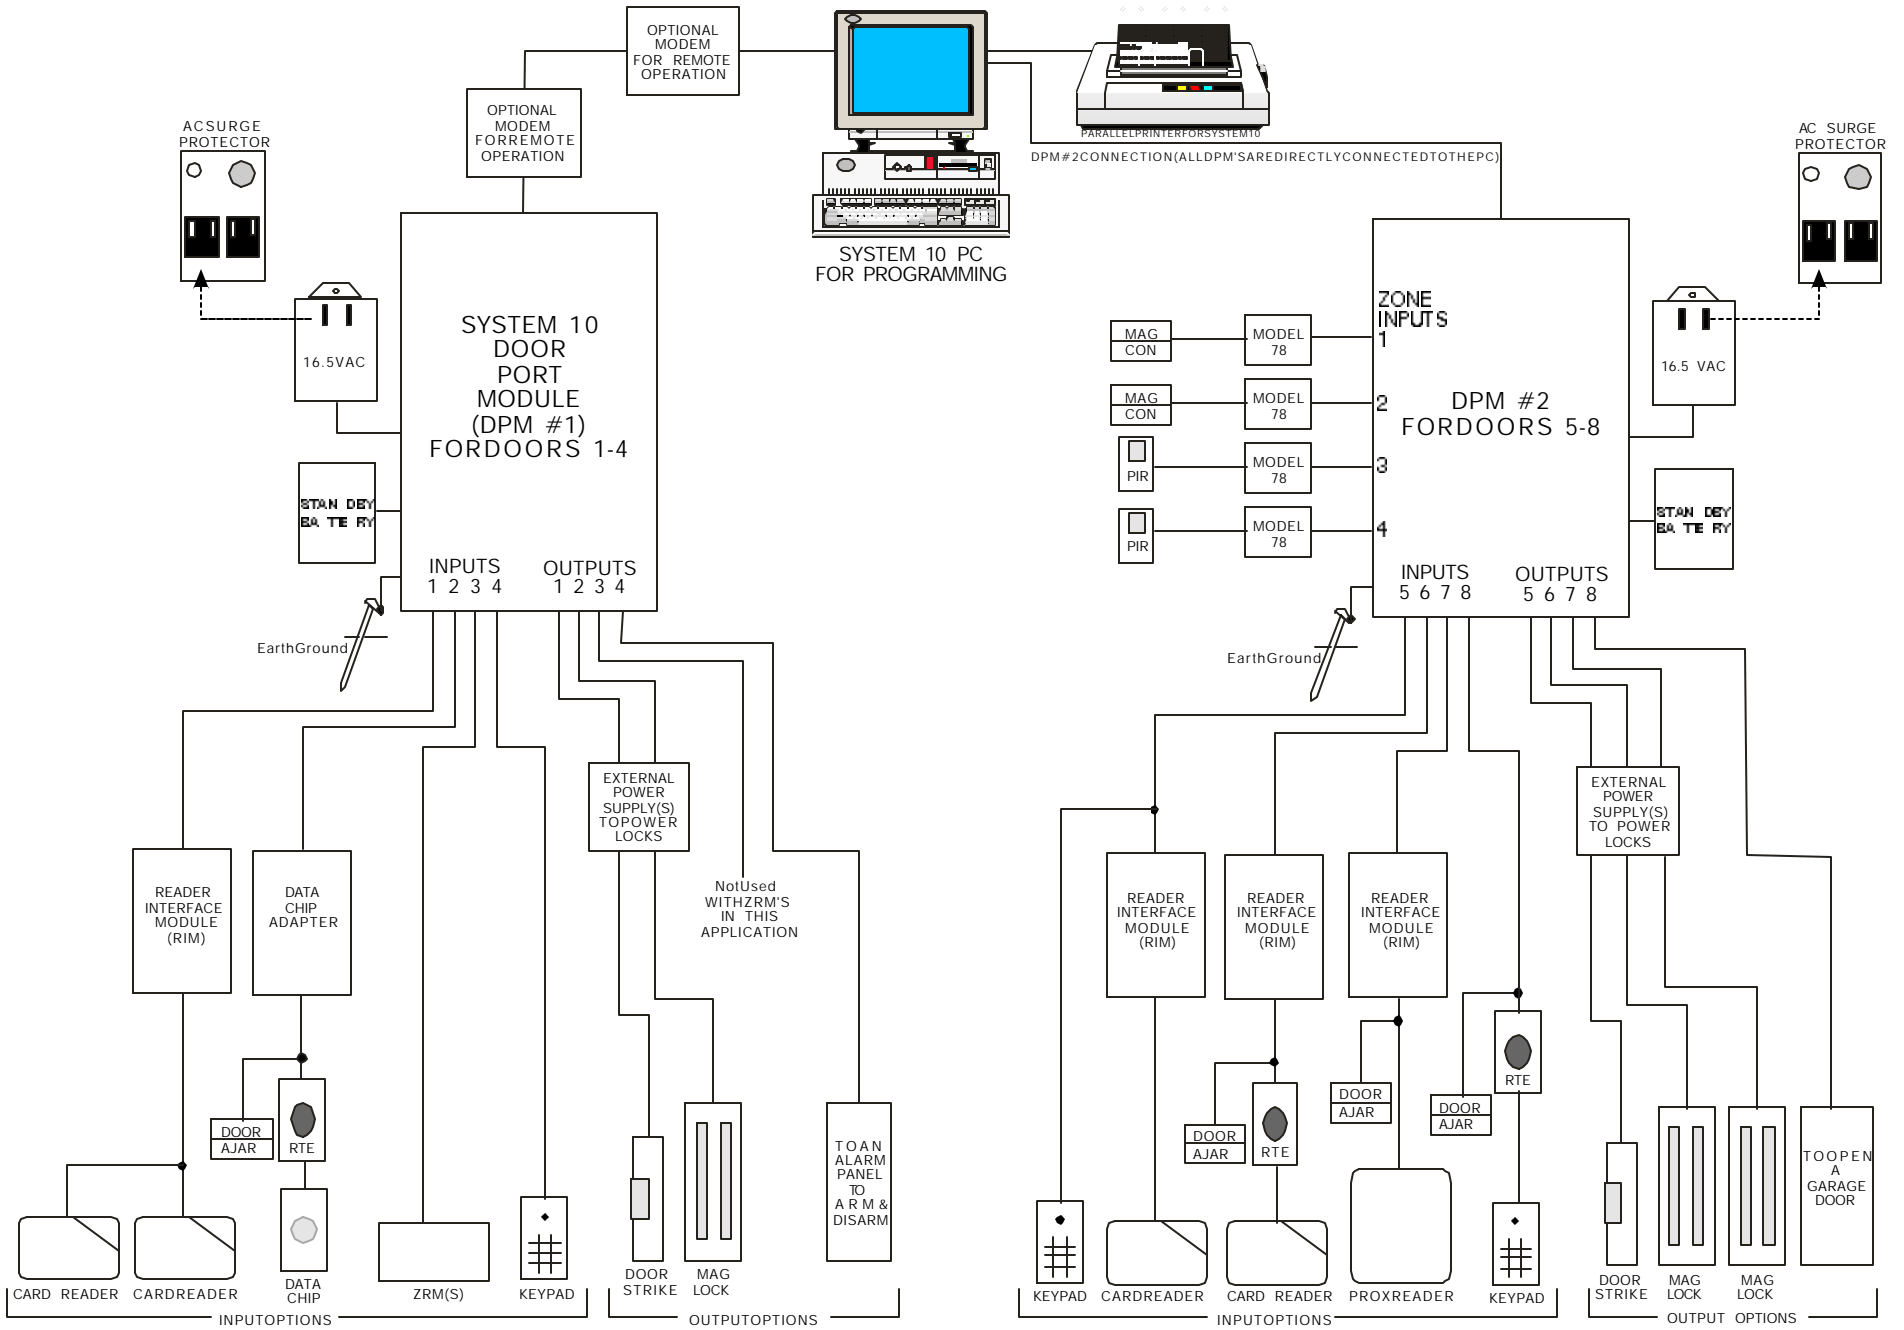 OPTIONAL
MODEM
FOR REMOTE
OPERATION
OPTIONAL
MODEM
FORREMOTE
OPERATION
PARALLELPRINTERFORSYSTEM10
DPM#2CONNECTION(ALLDPM'SAREDIRECTLYCONNECTEDTOTHEPC)
SYSTEM 10 PC
FOR PROGRAMMING
ACSURGE
PROTECTOR
16.5VAC
STAN DBY
BA TTE RY
SYSTEM 10
DOOR
PORT
MODULE
(DPM #1)
FORDOORS 1-4
INPUTS
1 2 3 4
OUTPUTS
1 2 3 4
EarthGround
READER
INTERFACE
MODULE
(RIM)
DATA
CHIP
ADAPTER
EXTERNAL
POWER
SUPPLY(S)
TOPOWER
LOCKS
NotUsed
WITHZRM'S
IN THIS
APPLICATION
DOOR
AJAR
RTE
TOAN
ALARM
PANEL
TO
ARM&
DISARM
CARD READER
CARDREADER
DATA
CHIP
ZRM(S)
KEYPAD
DOOR
STRIKE
MAG
LOCK
INPUTOPTIONS
OUTPUTOPTIONS
AC SURGE
PROTECTOR
16.5 VAC
STAN DBY
BA TTE RY
MAG
CON
MODEL
78
MAG
CON
MODEL
78
PIR
MODEL
78
PIR
MODEL
78
ZONE
INPUTS
1
2
3
4
DPM #2
FORDOORS 5-8
INPUTS
5 6 7 8
OUTPUTS
5 6 7 8
EarthGround
READER
INTERFACE
MODULE
(RIM)
READER
INTERFACE
MODULE
(RIM)
READER
INTERFACE
MODULE
(RIM)
EXTERNAL
POWER
SUPPLY(S)
TO POWER
LOCKS
DOOR
AJAR
RTE
DOOR
AJAR
DOOR
AJAR
RTE
TOOPEN
A
GARAGE
DOOR
KEYPAD
CARDREADER
CARD READER
PROXREADER
KEYPAD
DOOR
STRIKE
MAG
LOCK
MAG
LOCK
INPUTOPTIONS
OUTPUT OPTIONS